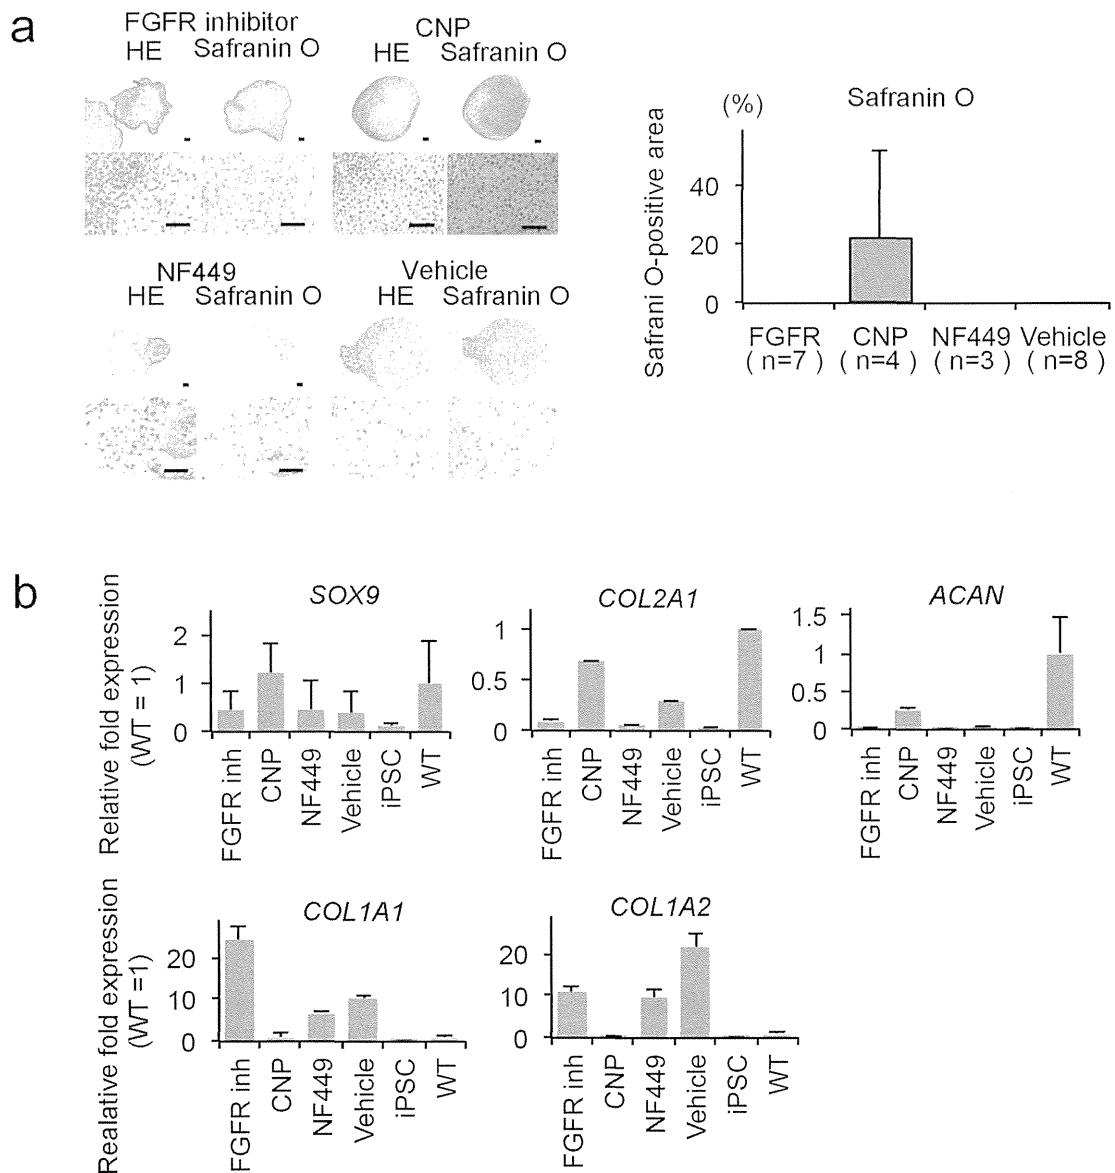 a
FGFR inhibitor
HE Safranin O
CNP
HE Safranin O
NF449
HE Safranin O
Vehicle
HE Safranin O
(%) Safranin O
Safrani O-positive area
40
20
0
FGFR CNP NF449 Vehicle
( n=7 ) ( n=4 ) ( n=3 ) ( n=8 )
b
Relative fold expression
(WT = 1)
SOX9
2
1
0
FGFR inh
CNP
NF449
Vehicle
iPSC
WT
COL2A1
1
0.5
0
FGFR inh
CNP
NF449
Vehicle
iPSC
WT
ACAN
1.5
1
0.5
0
FGFR inh
CNP
NF449
Vehicle
iPSC
WT
Realative fold expression
(WT =1)
COL1A1
20
10
0
FGFR inh
CNP
NF449
Vehicle
iPSC
WT
COL1A2
20
10
0
FGFR inh
CNP
NF449
Vehicle
iPSC
WT